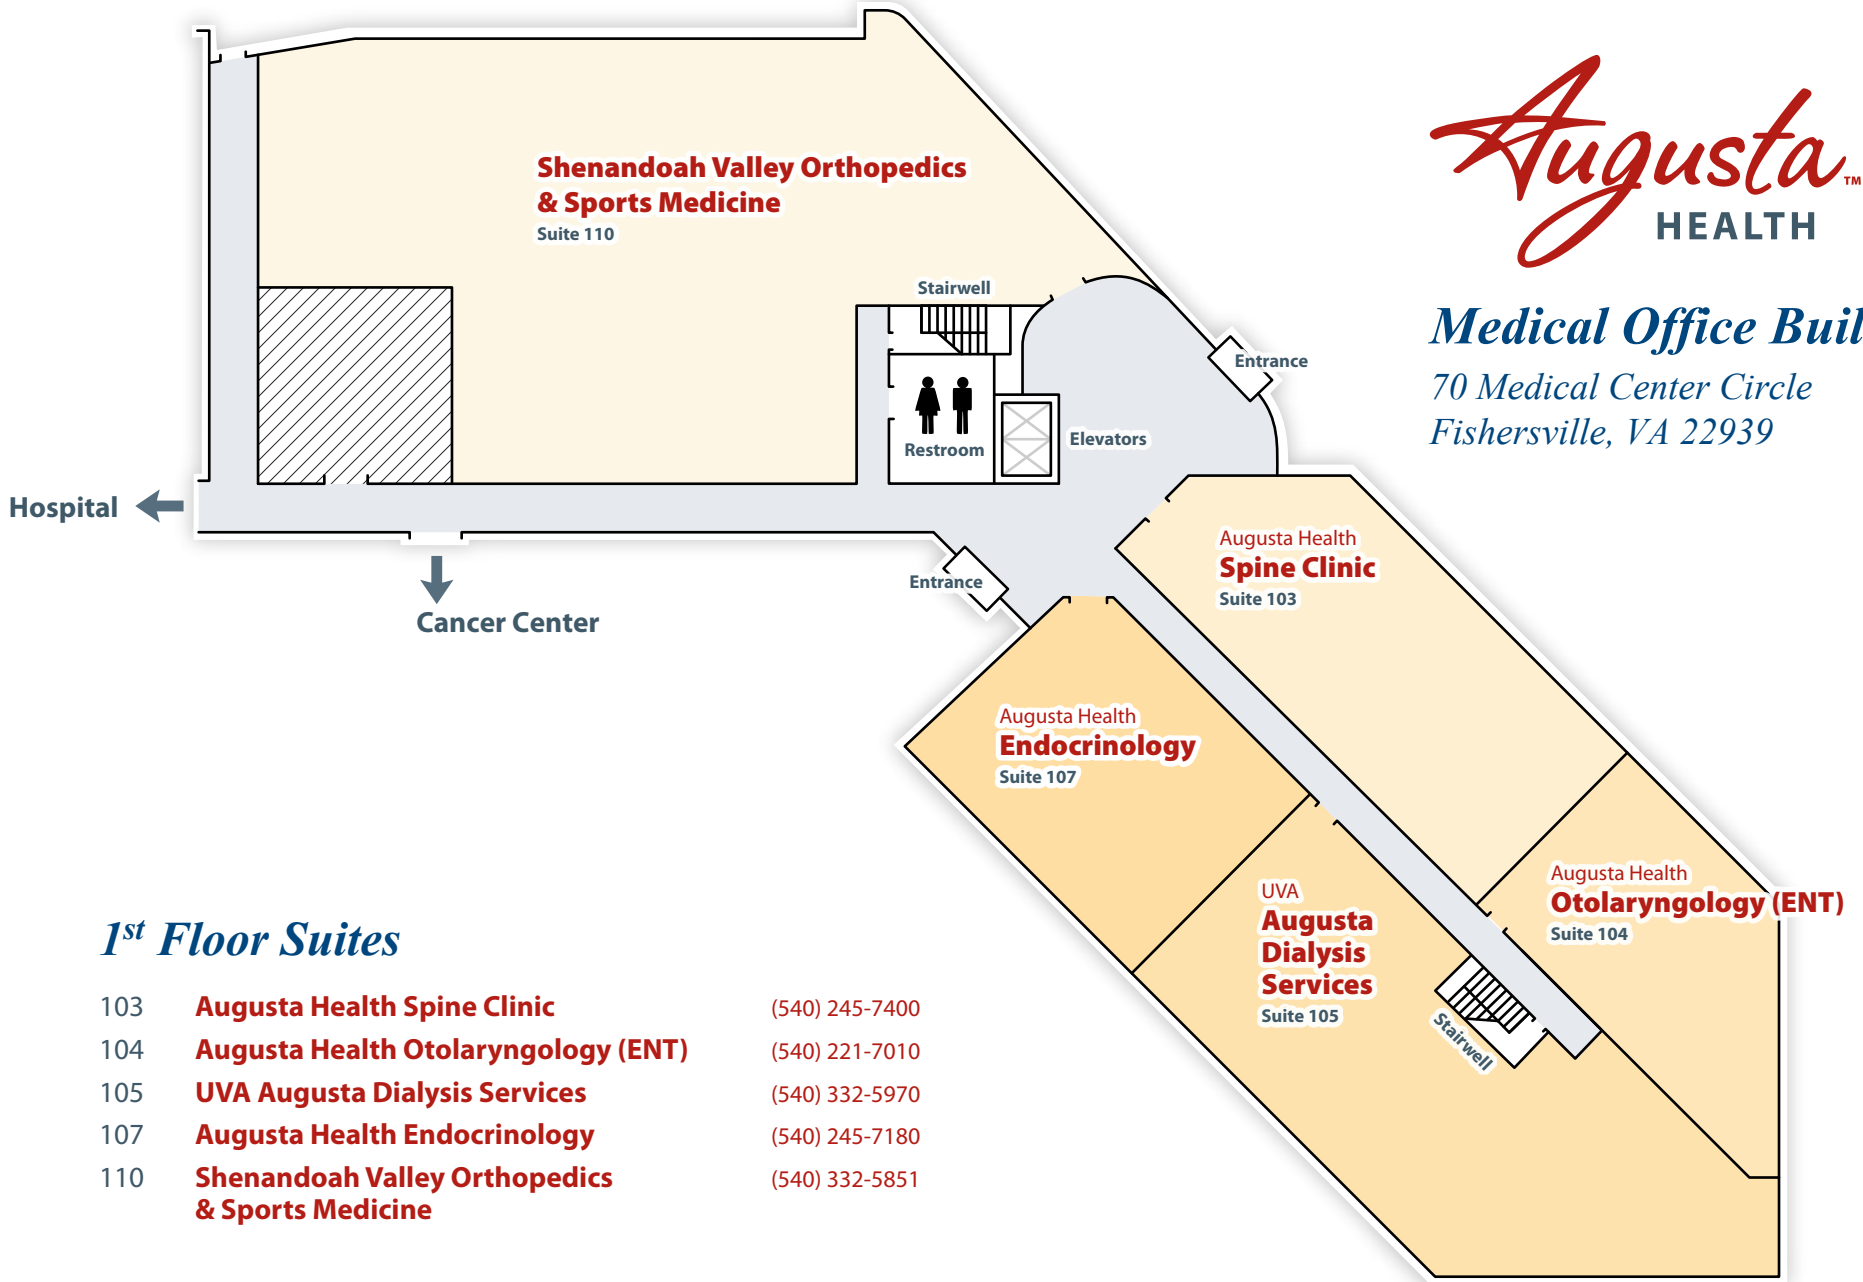 Augusta™
HEALTH
Medical Office Buil
70 Medical Center Circle
Fishersville, VA 22939
Shenandoah Valley Orthopedics
& Sports Medicine
Suite 110
Stairwell
Entrance
Restroom
Elevators
Hospital
Cancer Center
Entrance
Augusta Health
Spine Clinic
Suite 103
Augusta Health
Endocrinology
Suite 107
Augusta Health
Otolaryngology (ENT)
Suite 104
UVA
Augusta
Dialysis
Services
Suite 105
Stairwell
1st Floor Suites
103 Augusta Health Spine Clinic (540) 245-7400
104 Augusta Health Otolaryngology (ENT) (540) 221-7010
105 UVA Augusta Dialysis Services (540) 332-5970
107 Augusta Health Endocrinology (540) 245-7180
110 Shenandoah Valley Orthopedics (540) 332-5851
& Sports Medicine